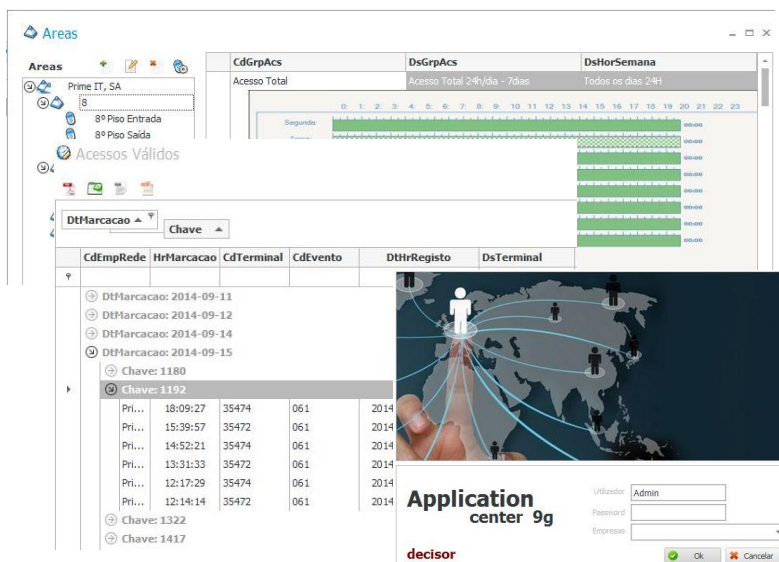 Areas
Areas
CdGrpAcs DsGrpAcs DsHorSemana
Prime IT, SA
Acesso Total Acesso Total 24h/dia - 7dias Todos os dias 24H
8
8º Piso Entrada
8º Piso Saída
0: 1: 2: 3: 4: 5: 6: 7: 8: 9: 10 11 12 13 14 15 16 17 18 19 20 21 22 23
Segunda: 00:00
00:00
00:00
00:00
00:00
00:00
00:00
Acessos Válidos
DtMarcacao
Chave
CdEmpRede HrMarcacao CdTerminal CdEvento DtHrRegisto DsTerminal
DtMarcacao: 2014-09-11
DtMarcacao: 2014-09-12
DtMarcacao: 2014-09-14
DtMarcacao: 2014-09-15
Chave: 1180
Chave: 1192
Pri... 18:09:27 35474 061 2014
Pri... 15:39:57 35472 061 2014
Pri... 14:52:21 35474 061 2014
Pri... 13:31:33 35472 061 2014
Pri... 12:17:29 35474 061 2014
Pri... 12:14:14 35472 061 2014
Chave: 1322
Chave: 1417
Application
center 9g
decisor
Utilizador Admin
Password
Empresas
Ok Cancelar